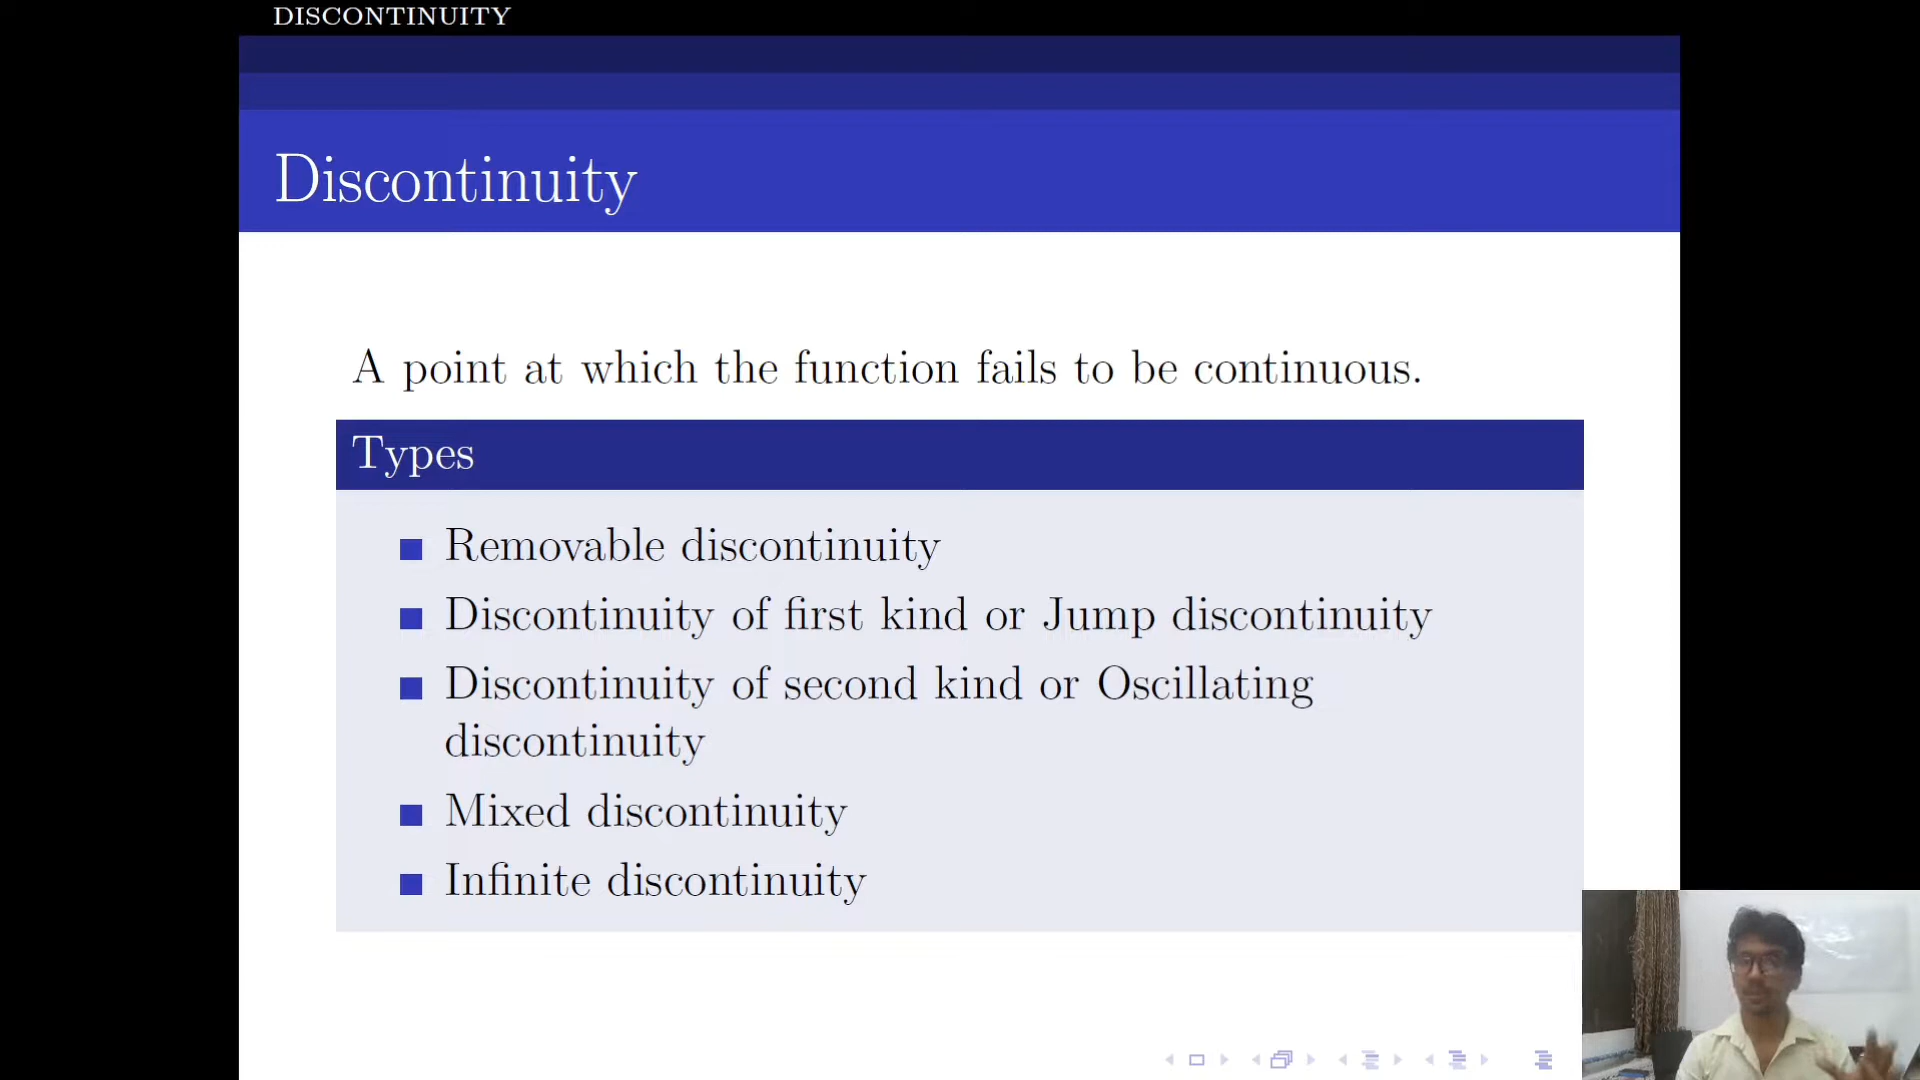 DISCONTINUITY
Discontinuity
A point at which the function fails to be continuous.
Types
Removable discontinuity
Discontinuity of first kind or Jump discontinuity
Discontinuity of second kind or Oscillating
discontinuity
Mixed discontinuity
Infinite discontinuity